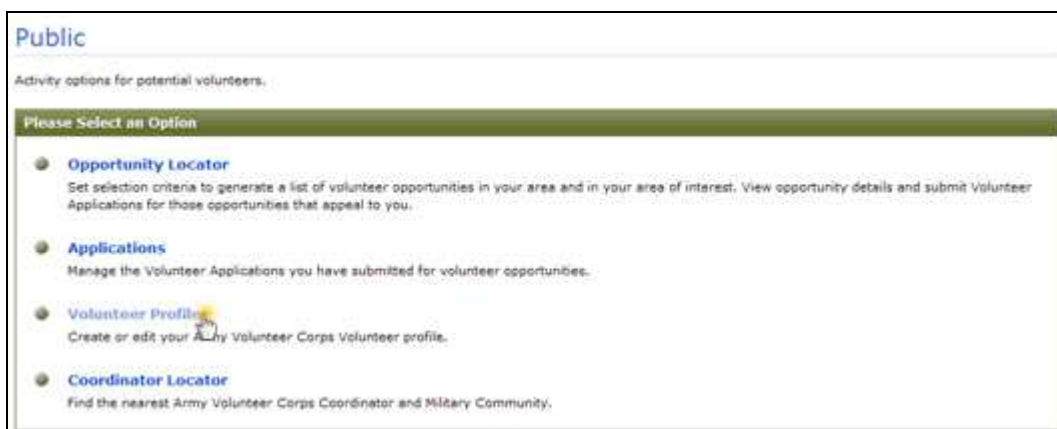 Public
Activity options for potential volunteers.
Please Select an Option
Opportunity Locator
Set selection criteria to generate a list of volunteer opportunities in your area and in your area of interest. View opportunity details and submit Volunteer
Applications for those opportunities that appeal to you.
Applications
Manage the Volunteer Applications you have submitted for volunteer opportunities.
Volunteer Profile
Create or edit your Army Volunteer Corps Volunteer profile.
Coordinator Locator
Find the nearest Army Volunteer Corps Coordinator and Military Community.